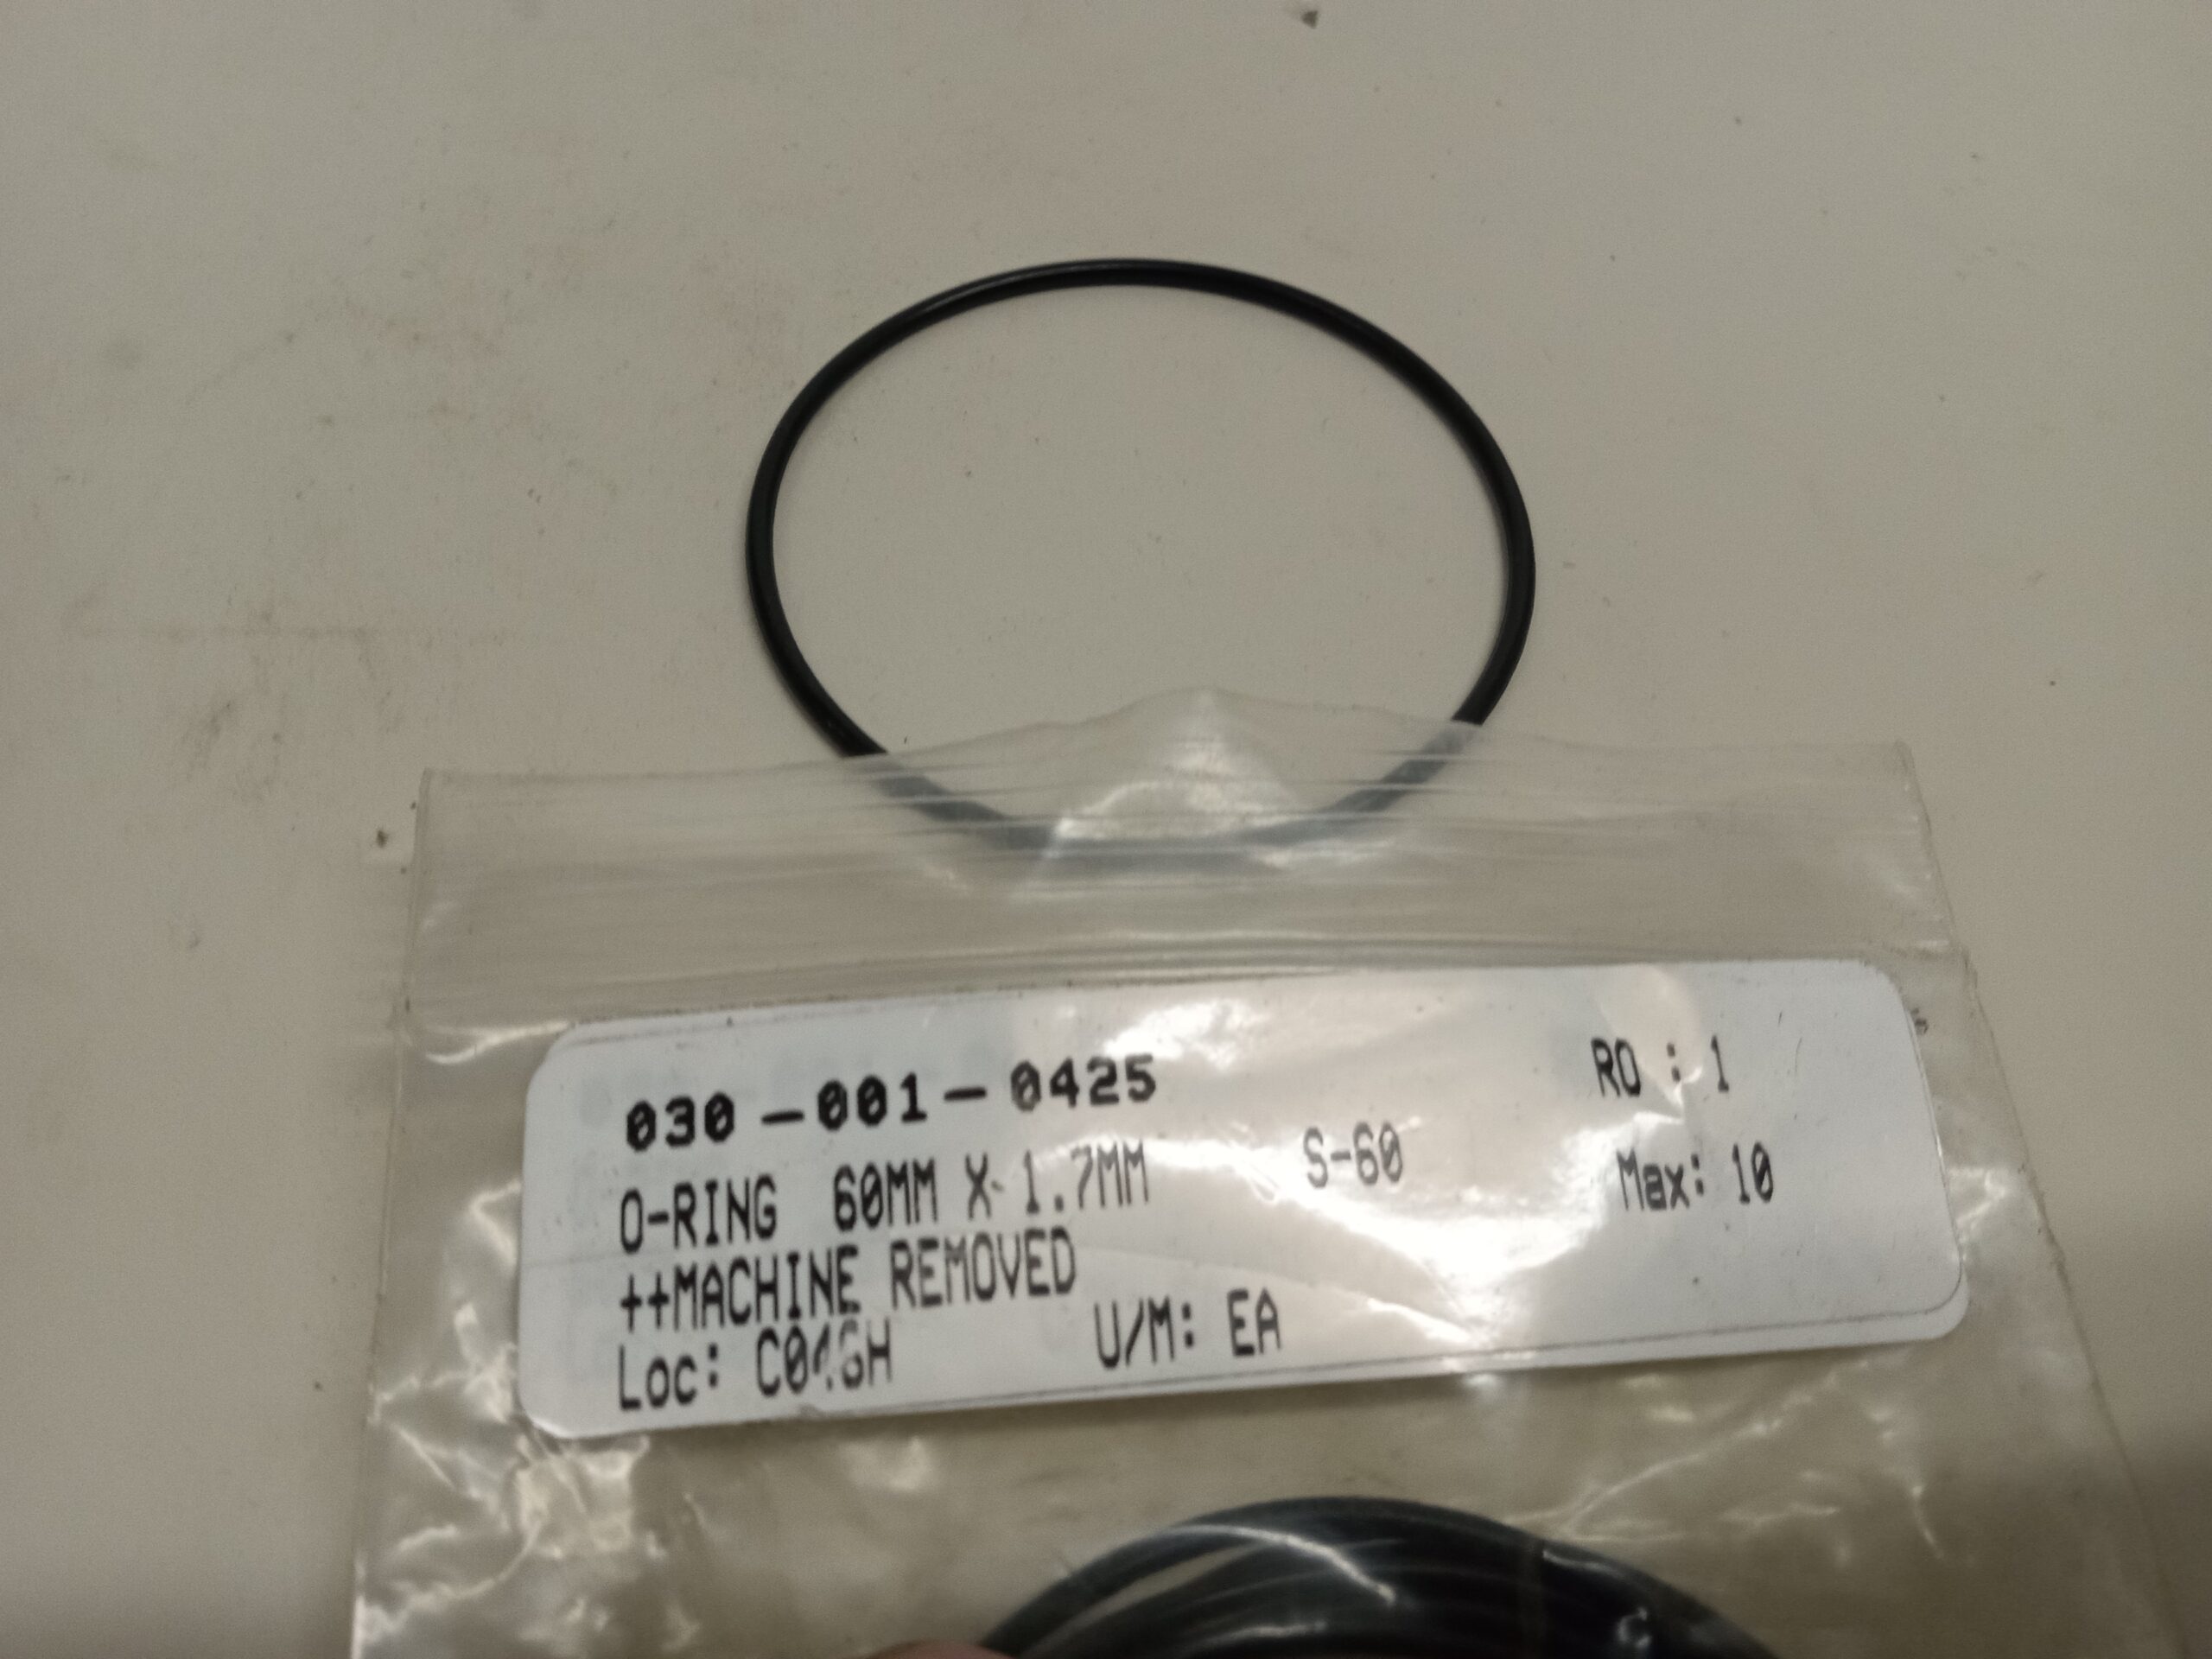 030-001-0425
RO : 1
O-RING 60MM X 1.7MM S-60
Max: 10
++MACHINE REMOVED
Loc: U/M: EA